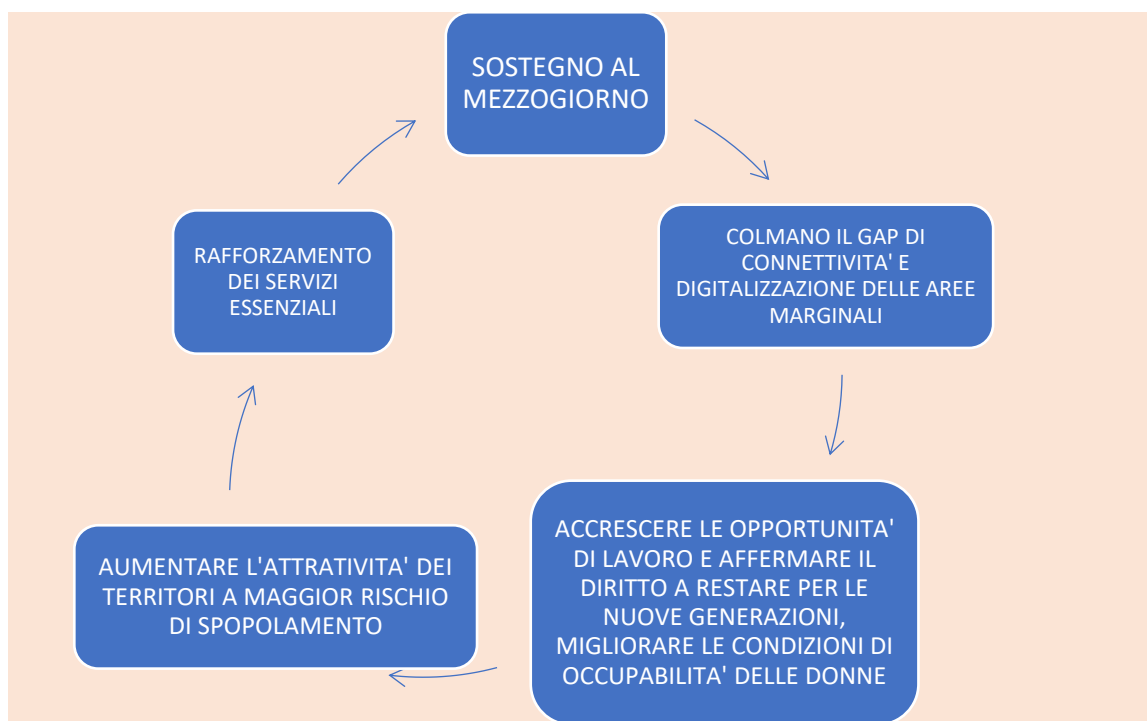 SOSTEGNO AL
MEZZOGIORNO
COLMANO IL GAP DI
CONNETTIVITA' E
DIGITALIZZAZIONE DELLE AREE
MARGINALI
ACCRESCERE LE OPPORTUNITA'
DI LAVORO E AFFERMARE IL
DIRITTO A RESTARE PER LE
NUOVE GENERAZIONI,
MIGLIORARE LE CONDIZIONI DI
OCCUPABILITA' DELLE DONNE
AUMENTARE L'ATTRATIVITA' DEI
TERRITORI A MAGGIOR RISCHIO
DI SPOPOLAMENTO
RAFFORZAMENTO
DEI SERVIZI
ESSENZIALI